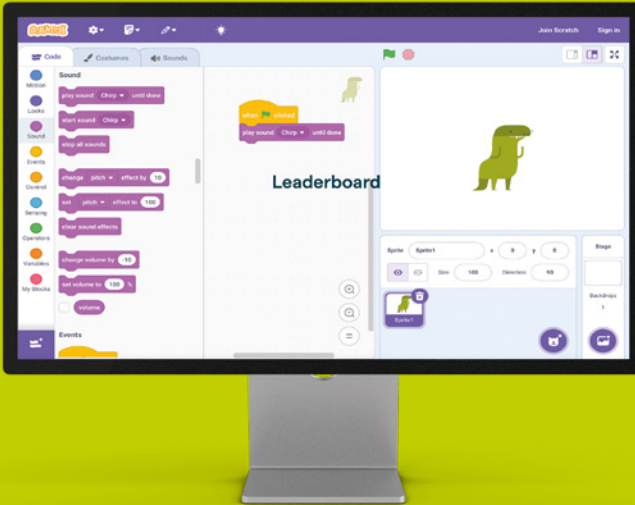 SCRATCH
Join Scratch
Sign in
Code
Costumes
Sounds
Motion
Looks
Sound
Events
Control
Sensing
Operators
Variables
My Blocks
Sound
play sound Chirp until done
start sound Chirp
stop all sounds
change pitch effect by 10
set pitch effect to 100
clear sound effects
change volume by -10
set volume to 100 %
volume
Events
when clicked
play sound Chirp until done
Leaderboard
Sprite Sprite1 x 0 y 0
Size 100 Direction 90
Sprite1
Stage
Backdrops
1